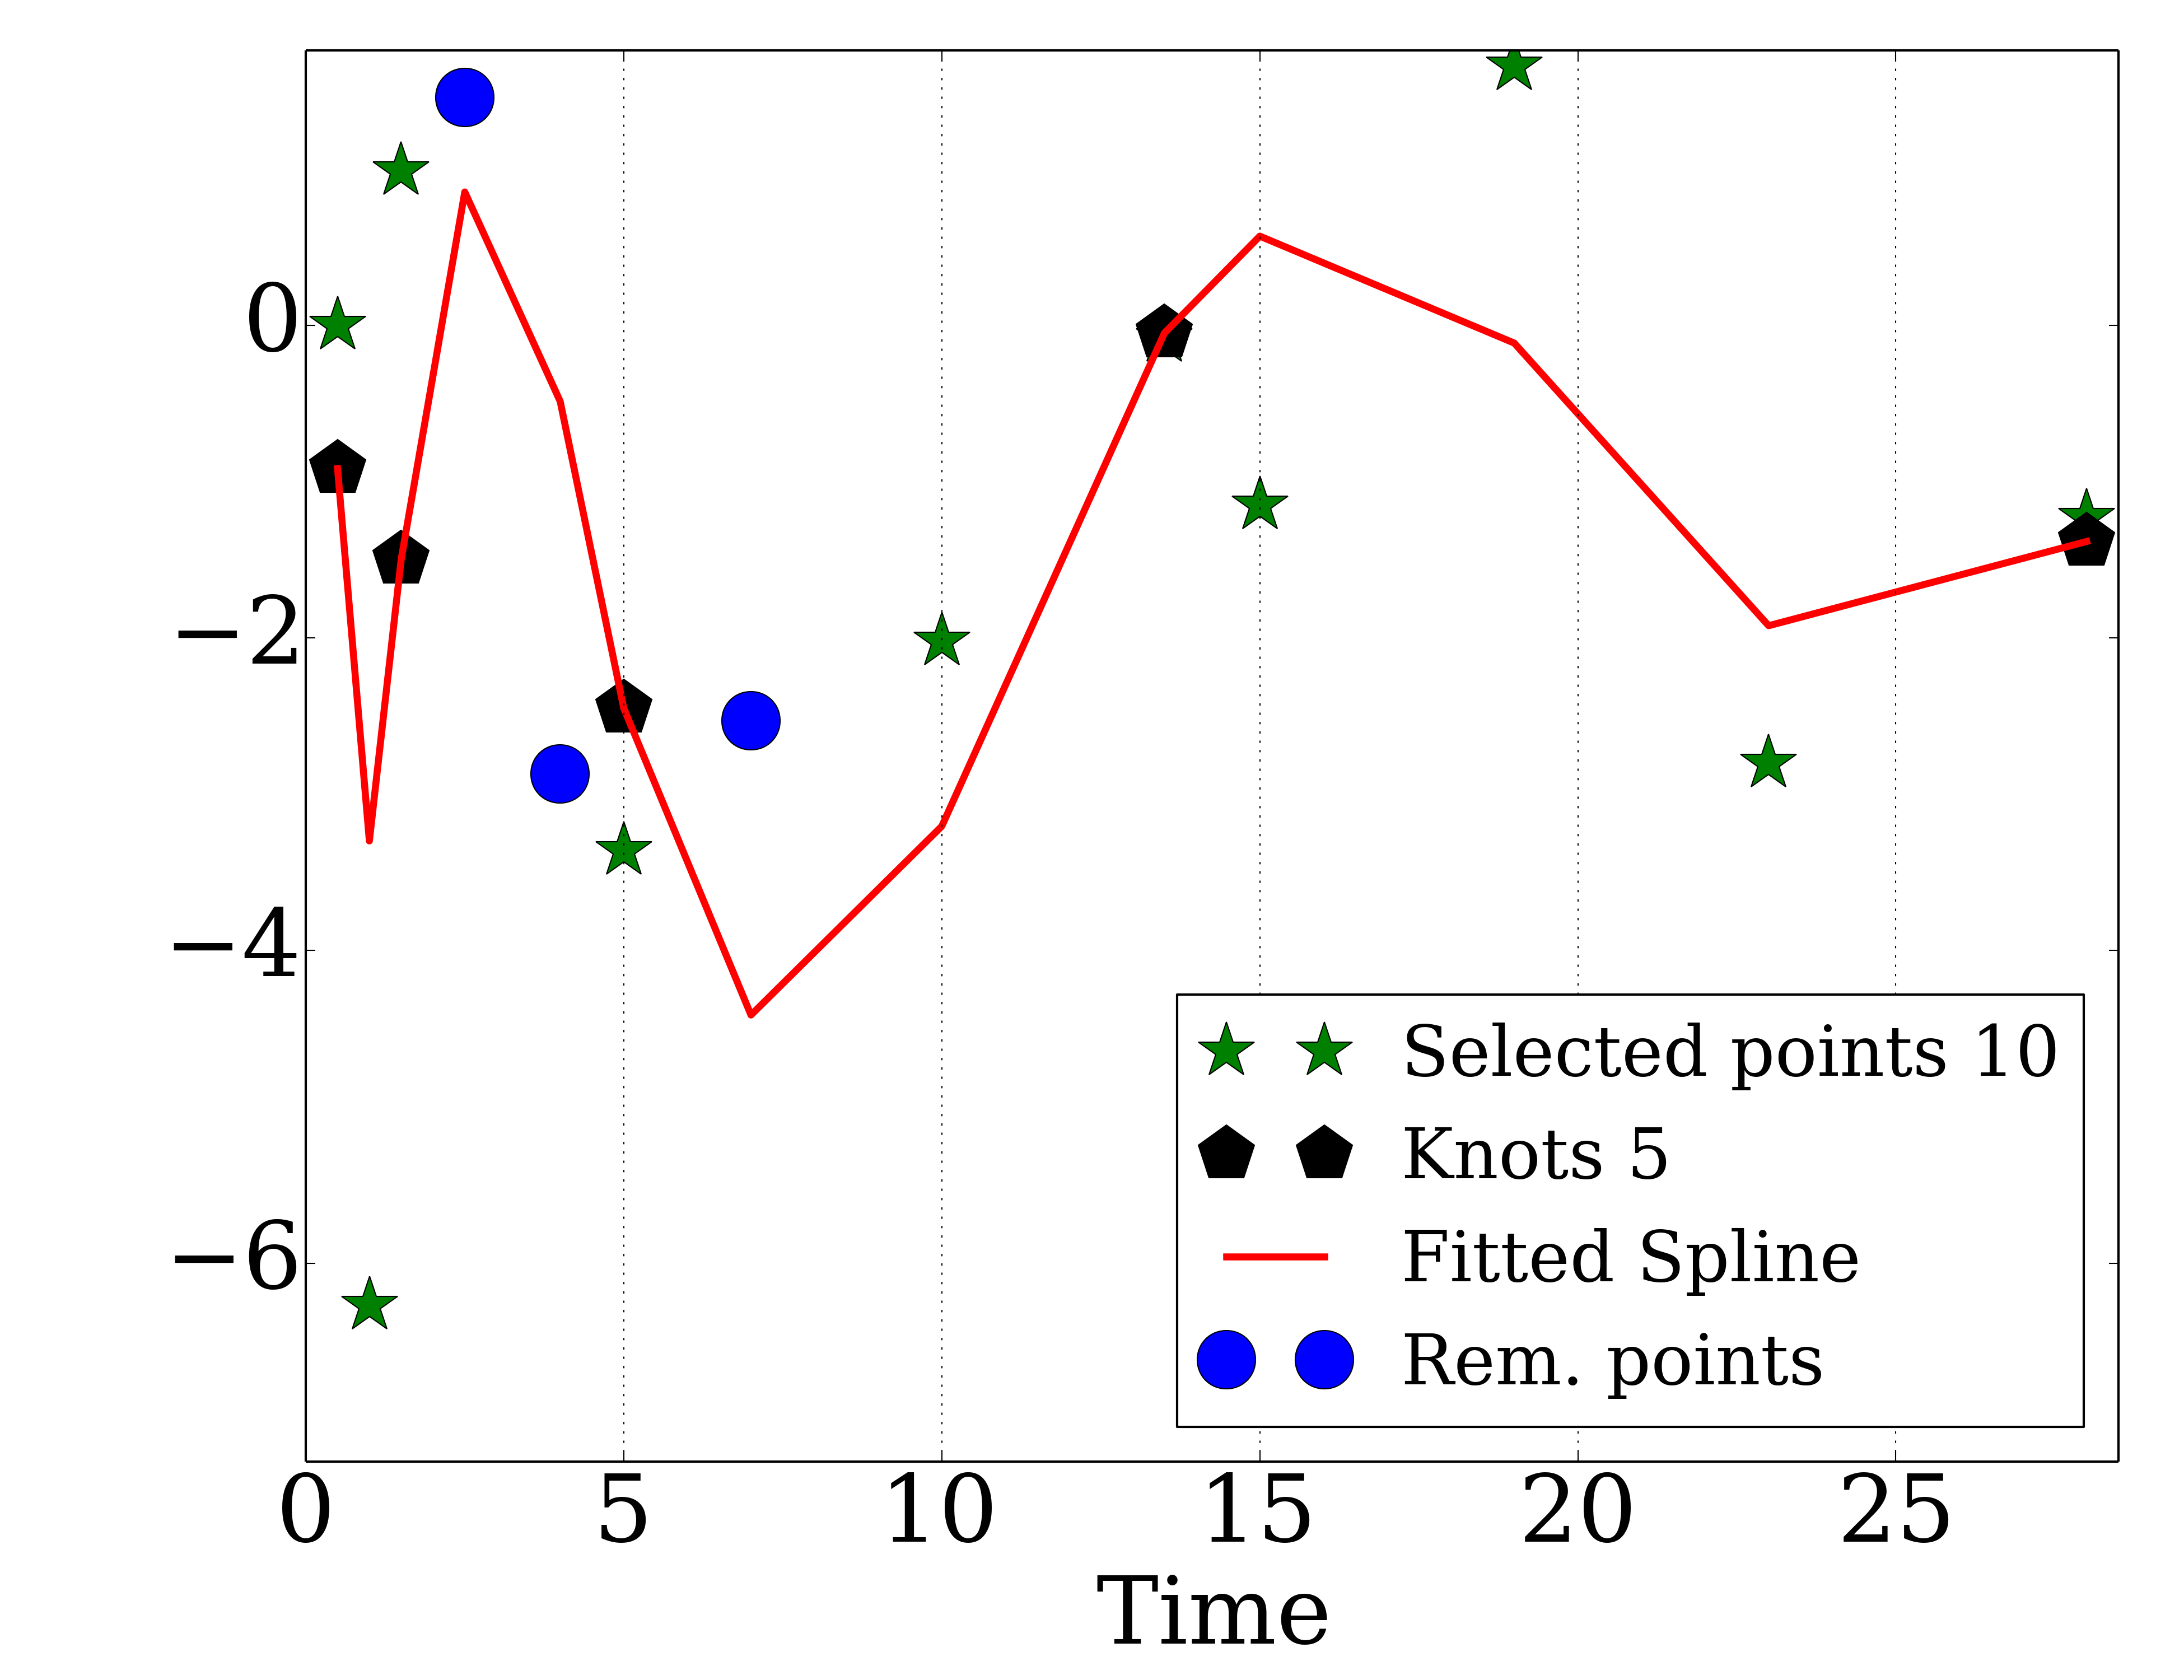 0
−2
−4
−6
0 5 10 15 20 25
Time
Selected points 10
Knots 5
Fitted Spline
Rem. points